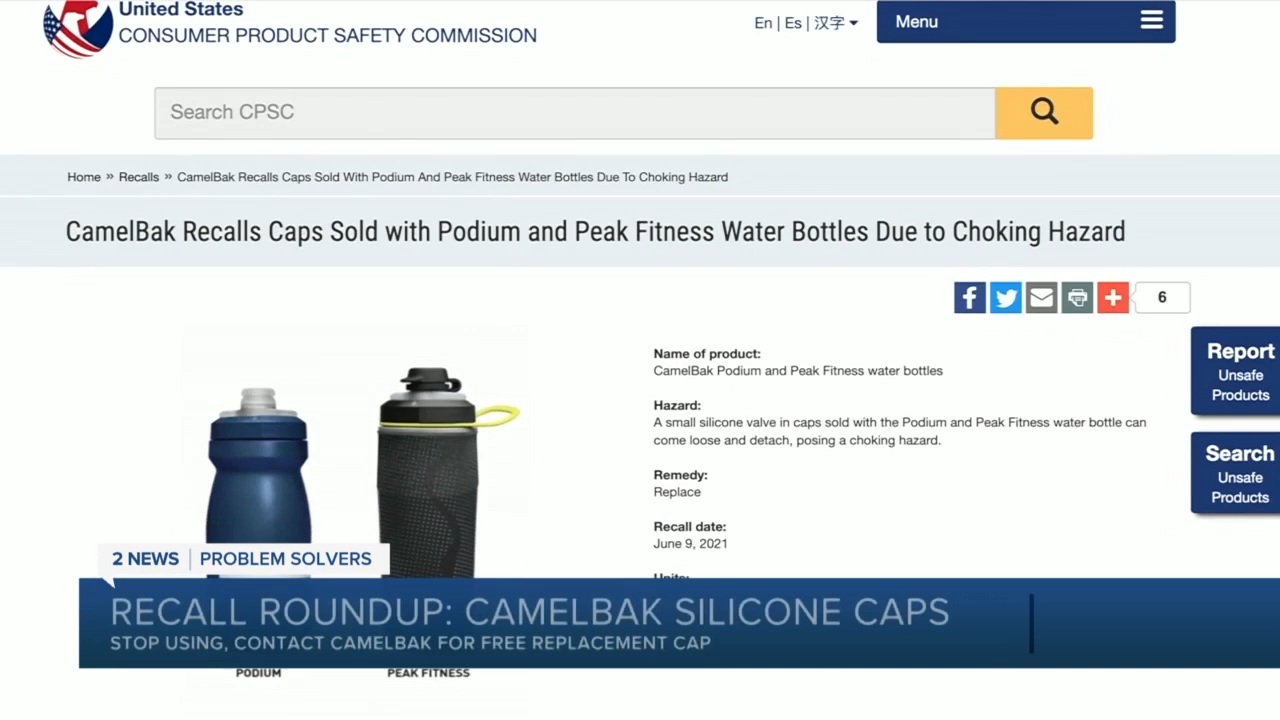 United States
CONSUMER PRODUCT SAFETY COMMISSION
En | Es | 汉字
Menu
Search CPSC
Home » Recalls » CamelBak Recalls Caps Sold With Podium And Peak Fitness Water Bottles Due To Choking Hazard
CamelBak Recalls Caps Sold with Podium and Peak Fitness Water Bottles Due to Choking Hazard
6
Name of product:
CamelBak Podium and Peak Fitness water bottles
Hazard:
A small silicone valve in caps sold with the Podium and Peak Fitness water bottle can
come loose and detach, posing a choking hazard.
Remedy:
Replace
Recall date:
June 9, 2021
Units:
Report
Unsafe
Products
Search
Unsafe
Products
2 NEWS | PROBLEM SOLVERS
RECALL ROUNDUP: CAMELBAK SILICONE CAPS
STOP USING, CONTACT CAMELBAK FOR FREE REPLACEMENT CAP
PODIUM
PEAK FITNESS